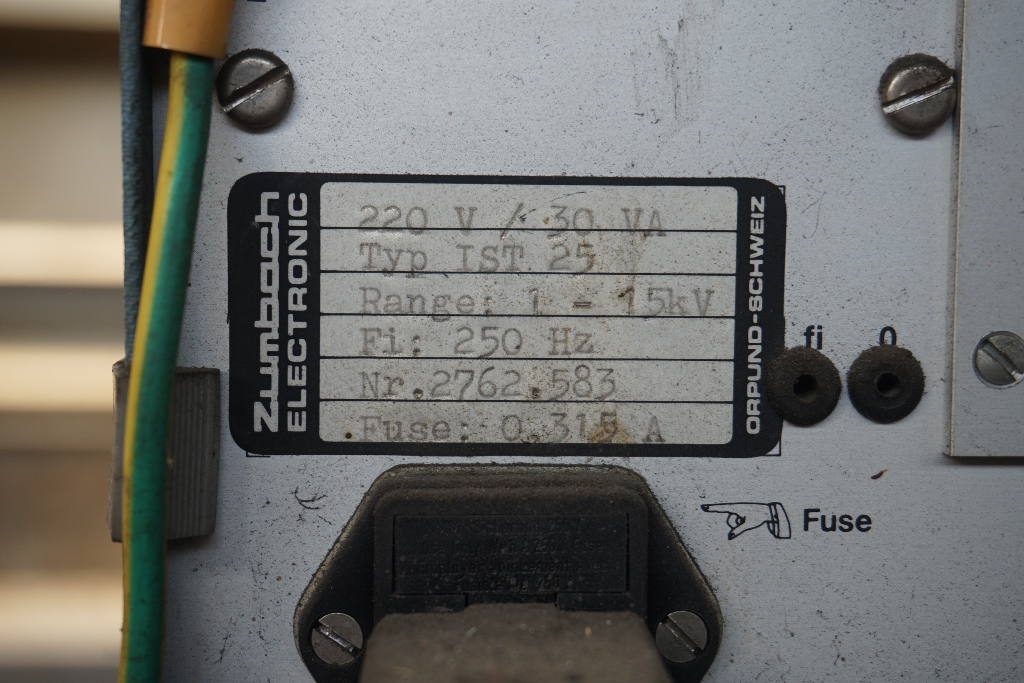 Zumbach
ELECTRONIC
220 V / 30 VA
Typ IST 25
Range: 1 - 15kV
Fi: 250 Hz
Nr.2762.583
Fuse: 0.315 A
ORPUND-SCHWEIZ
fi
0
Fuse